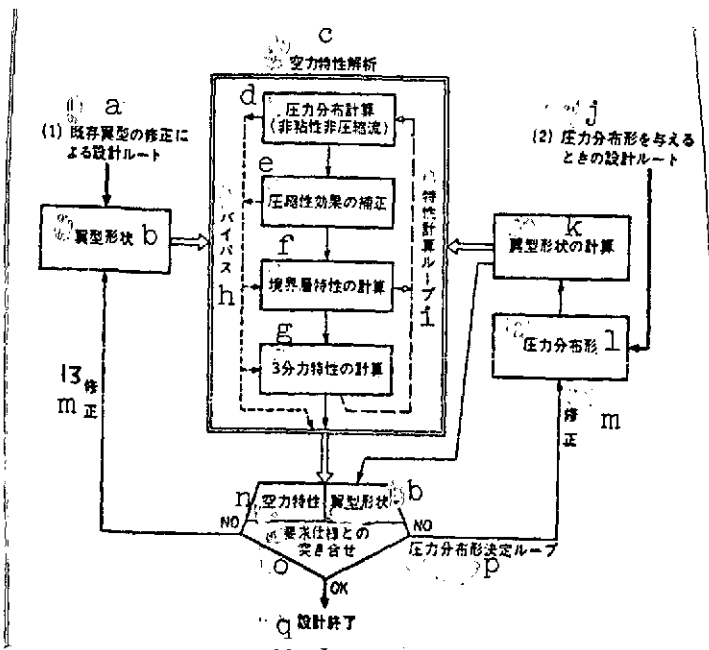 c
空力特性解析
a
(1) 既存翼型の修正に
よる設計ルート
d
圧力分布計算
(非粘性非圧縮流)
j
(2) 圧力分布形を与える
ときの設計ルート
e
圧縮性効果の補正
翼型形状 b
バイパス
h
特性計算ループ
i
k
翼型形状の計算
f
境界層特性の計算
g
3分力特性の計算
圧力分布形 l
13 修正
m
修正
m
n
空力特性
翼型形状
b
NO
要求仕様との
突き合せ
NO
o
圧力分布形決定ループ
p
OK
q 設計終了